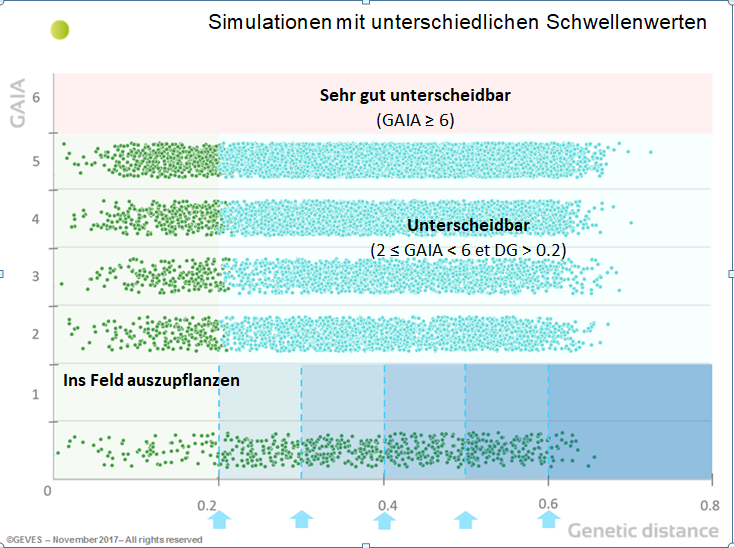 Simulationen mit unterschiedlichen Schwellenwerten
GAIA
6
Sehr gut unterscheidbar
(GAIA ≥ 6)
5
4
Unterscheidbar
(2 ≤ GAIA < 6 et DG > 0.2)
3
2
Ins Feld auszupflanzen
1
0
0.2
0.4
0.6
0.8
Genetic distance
©GEVES – November 2017– All rights reserved